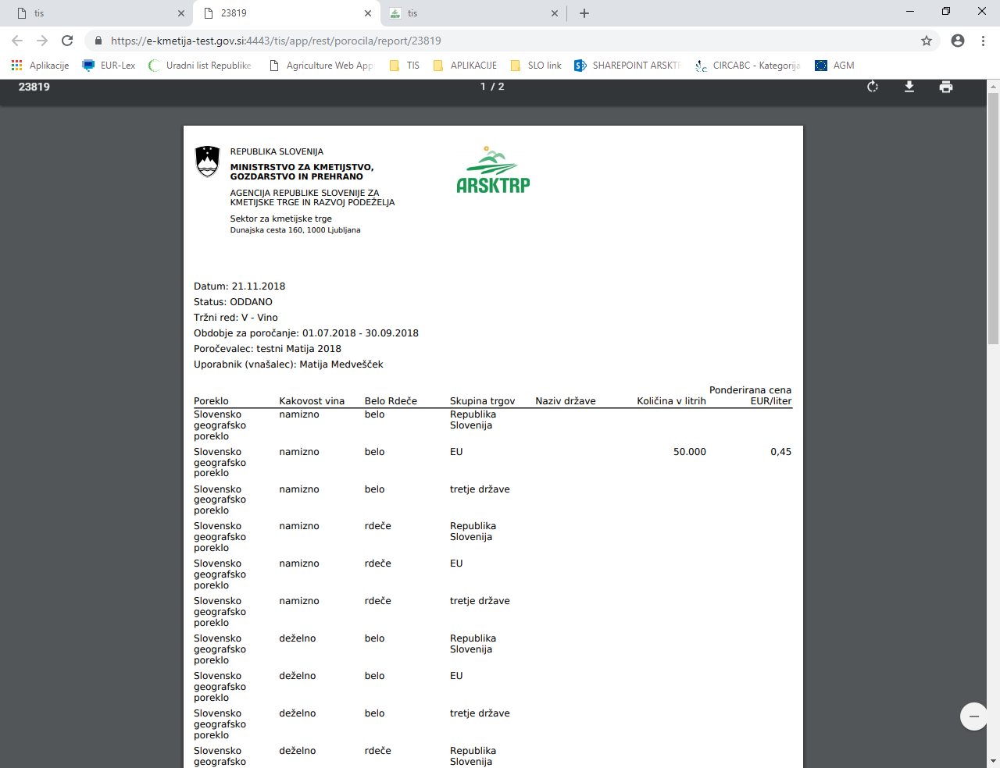 tis
23819
tis
https://e-kmetija-test.gov.si:4443/tis/app/rest/porocila/report/23819
Aplikacije
EUR-Lex
Uradni list Republike
Agriculture Web App
TIS
APLIKACIJE
SLO link
SHAREPOINT ARSKT
CIRCABC - Kategorija
AGM
23819
1 / 2
REPUBLIKA SLOVENIJA
MINISTRSTVO ZA KMETIJSTVO,
GOZDARSTVO IN PREHRANO
AGENCIJA REPUBLIKE SLOVENIJE ZA
KMETIJSKE TRGE IN RAZVOJ PODEŽELJA
Sektor za kmetijske trge
Dunajska cesta 160, 1000 Ljubljana
ARSKTRP
Datum: 21.11.2018
Status: ODDANO
Tržni red: V - Vino
Obdobje za poročanje: 01.07.2018 - 30.09.2018
Poročevalec: testni Matija 2018
Uporabnik (vnašalec): Matija Medvešček
Ponderirana cena
Poreklo Kakovost vina Belo Rdeče Skupina trgov Naziv države Količina v litrih EUR/liter
Slovensko namizno belo Republika
geografsko Slovenija
poreklo
Slovensko namizno belo EU 50.000 0,45
geografsko
poreklo
Slovensko namizno belo tretje države
geografsko
poreklo
Slovensko namizno rdeče Republika
geografsko Slovenija
poreklo
Slovensko namizno rdeče EU
geografsko
poreklo
Slovensko namizno rdeče tretje države
geografsko
poreklo
Slovensko deželno belo Republika
geografsko Slovenija
poreklo
Slovensko deželno belo EU
geografsko
poreklo
Slovensko deželno belo tretje države
geografsko
poreklo
Slovensko deželno rdeče Republika
geografsko Slovenija